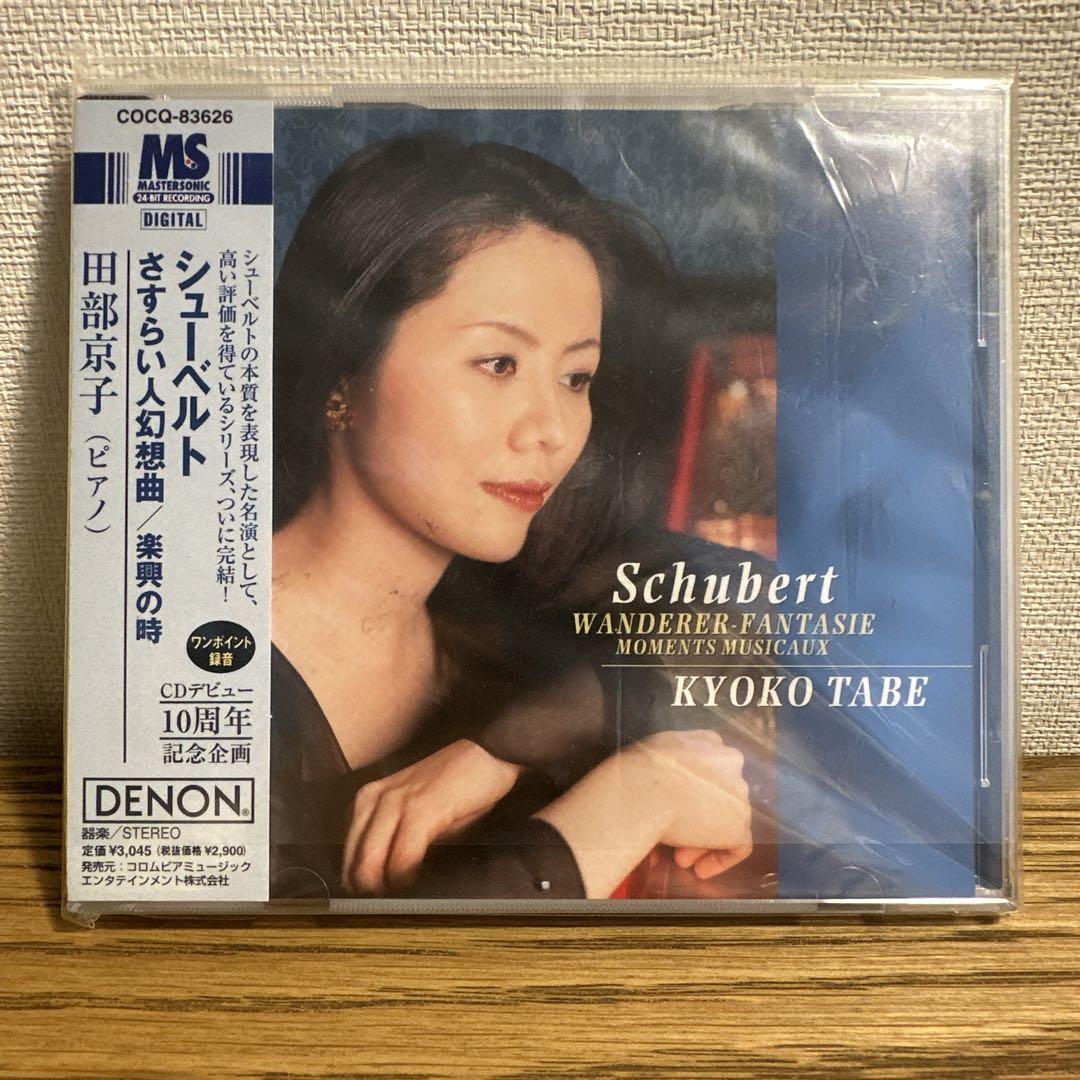 COCQ-83626
MS
MASTERSONIC
24-BIT RECORDING
DIGITAL
シューベルトの本質を表現した名演として、
高い評価を得ているシリーズ、ついに完結！
シューベルト
さすらい人幻想曲／楽興の時
田部京子（ピアノ）
ワンポイント
録音
CDデビュー
10周年
記念企画
DENON®
器楽/STEREO
定価 ¥3,045 (税抜価格 ¥2,900)
発売元：コロムビアミュージック
エンタテインメント株式会社
Schubert
WANDERER-FANTASIE
MOMENTS MUSICAUX
KYOKO TABE